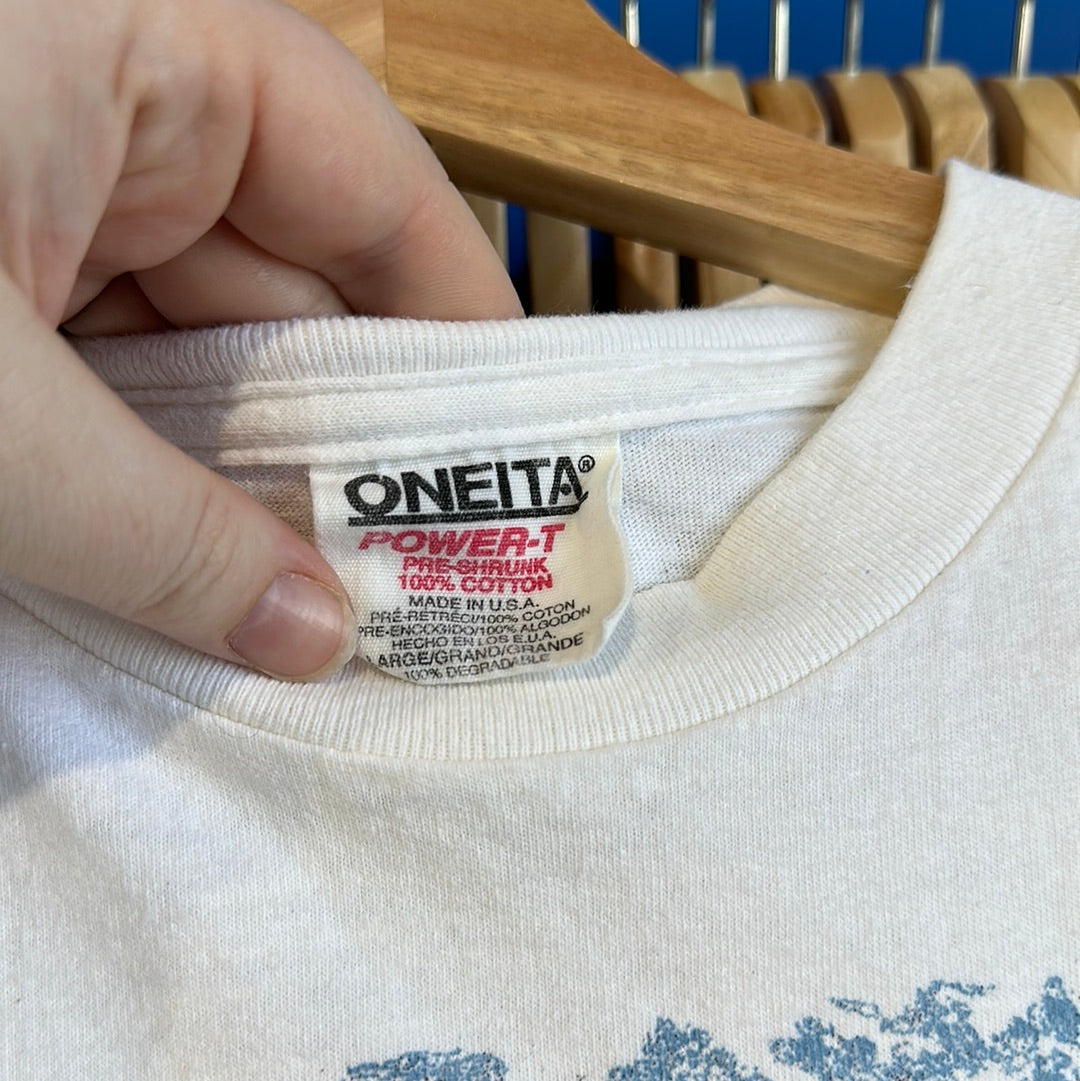 ONEITA®
POWER-T
PRE-SHRUNK
100% COTTON
MADE IN U.S.A.
PRÉ-RÉTRÉCI/100% COTON
PRE-ENCOGIDO/100% ALGODON
HECHO EN LOS E.U.A.
LARGE/GRAND/GRANDE
100% DEGRADABLE